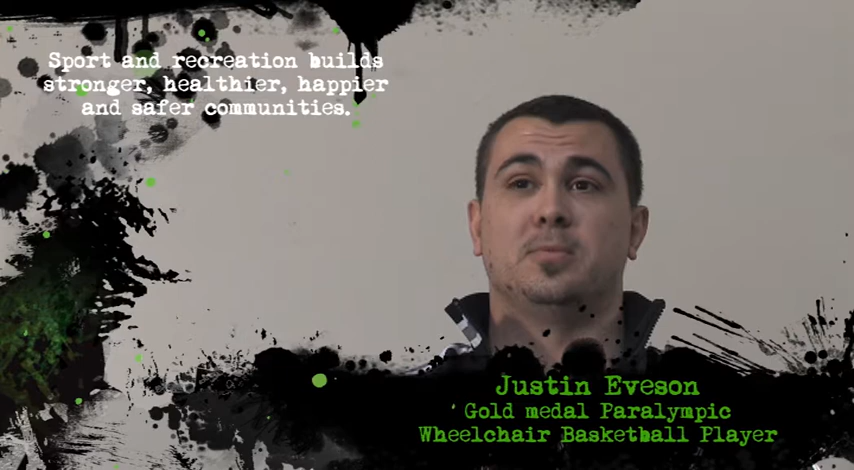 Sport and recreation builds
stronger, healthier, happier
and safer communities.
Justin Eveson
Gold medal Paralympic
Wheelchair Basketball Player